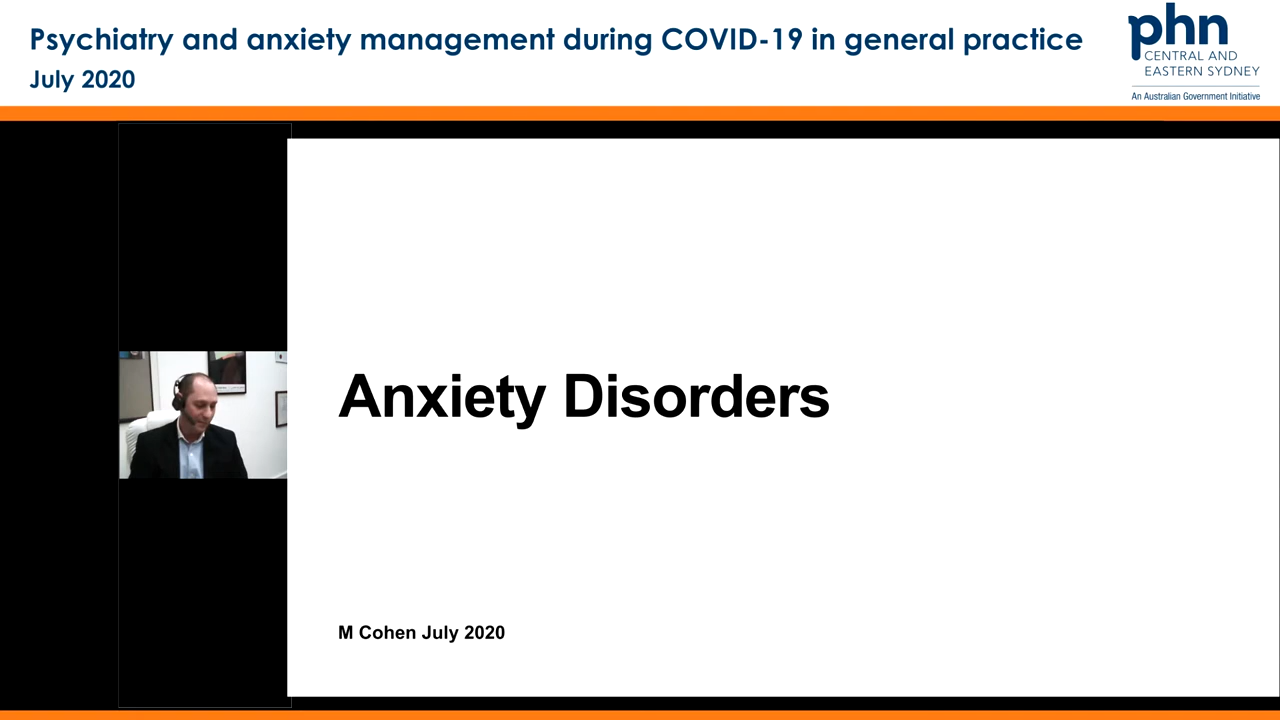 Psychiatry and anxiety management during COVID-19 in general practice
July 2020
phn
CENTRAL AND
EASTERN SYDNEY
An Australian Government Initiative
Anxiety Disorders
M Cohen July 2020